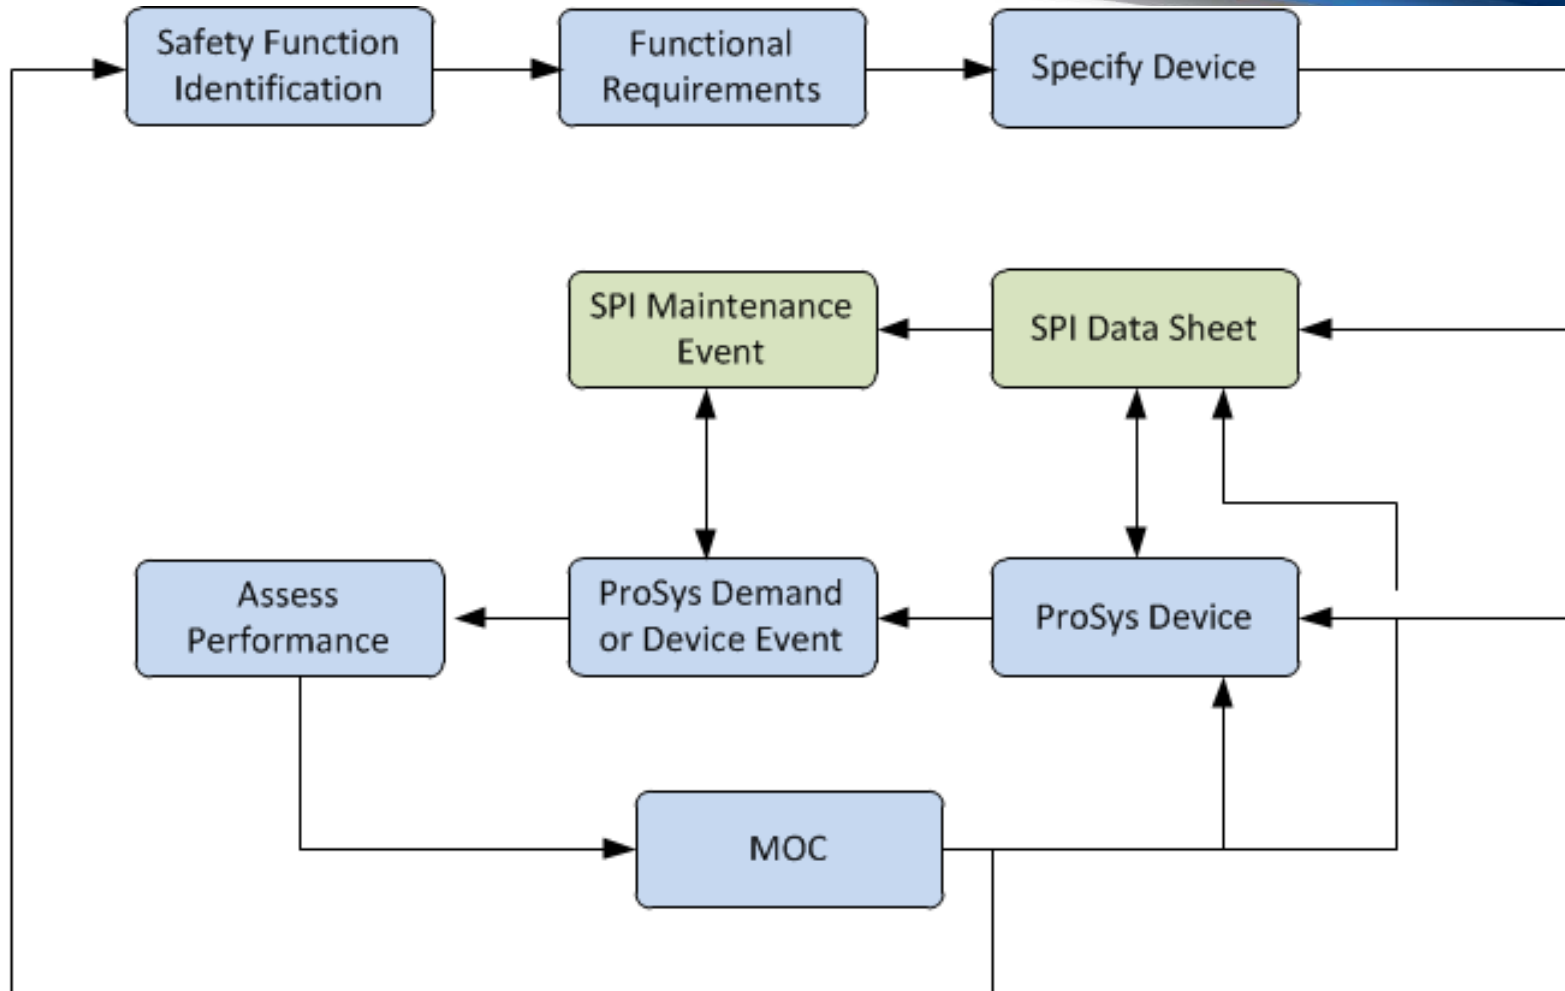 Safety Function
Identification
Functional
Requirements
Specify Device
SPI Maintenance
Event
SPI Data Sheet
Assess
Performance
ProSys Demand
or Device Event
ProSys Device
MOC